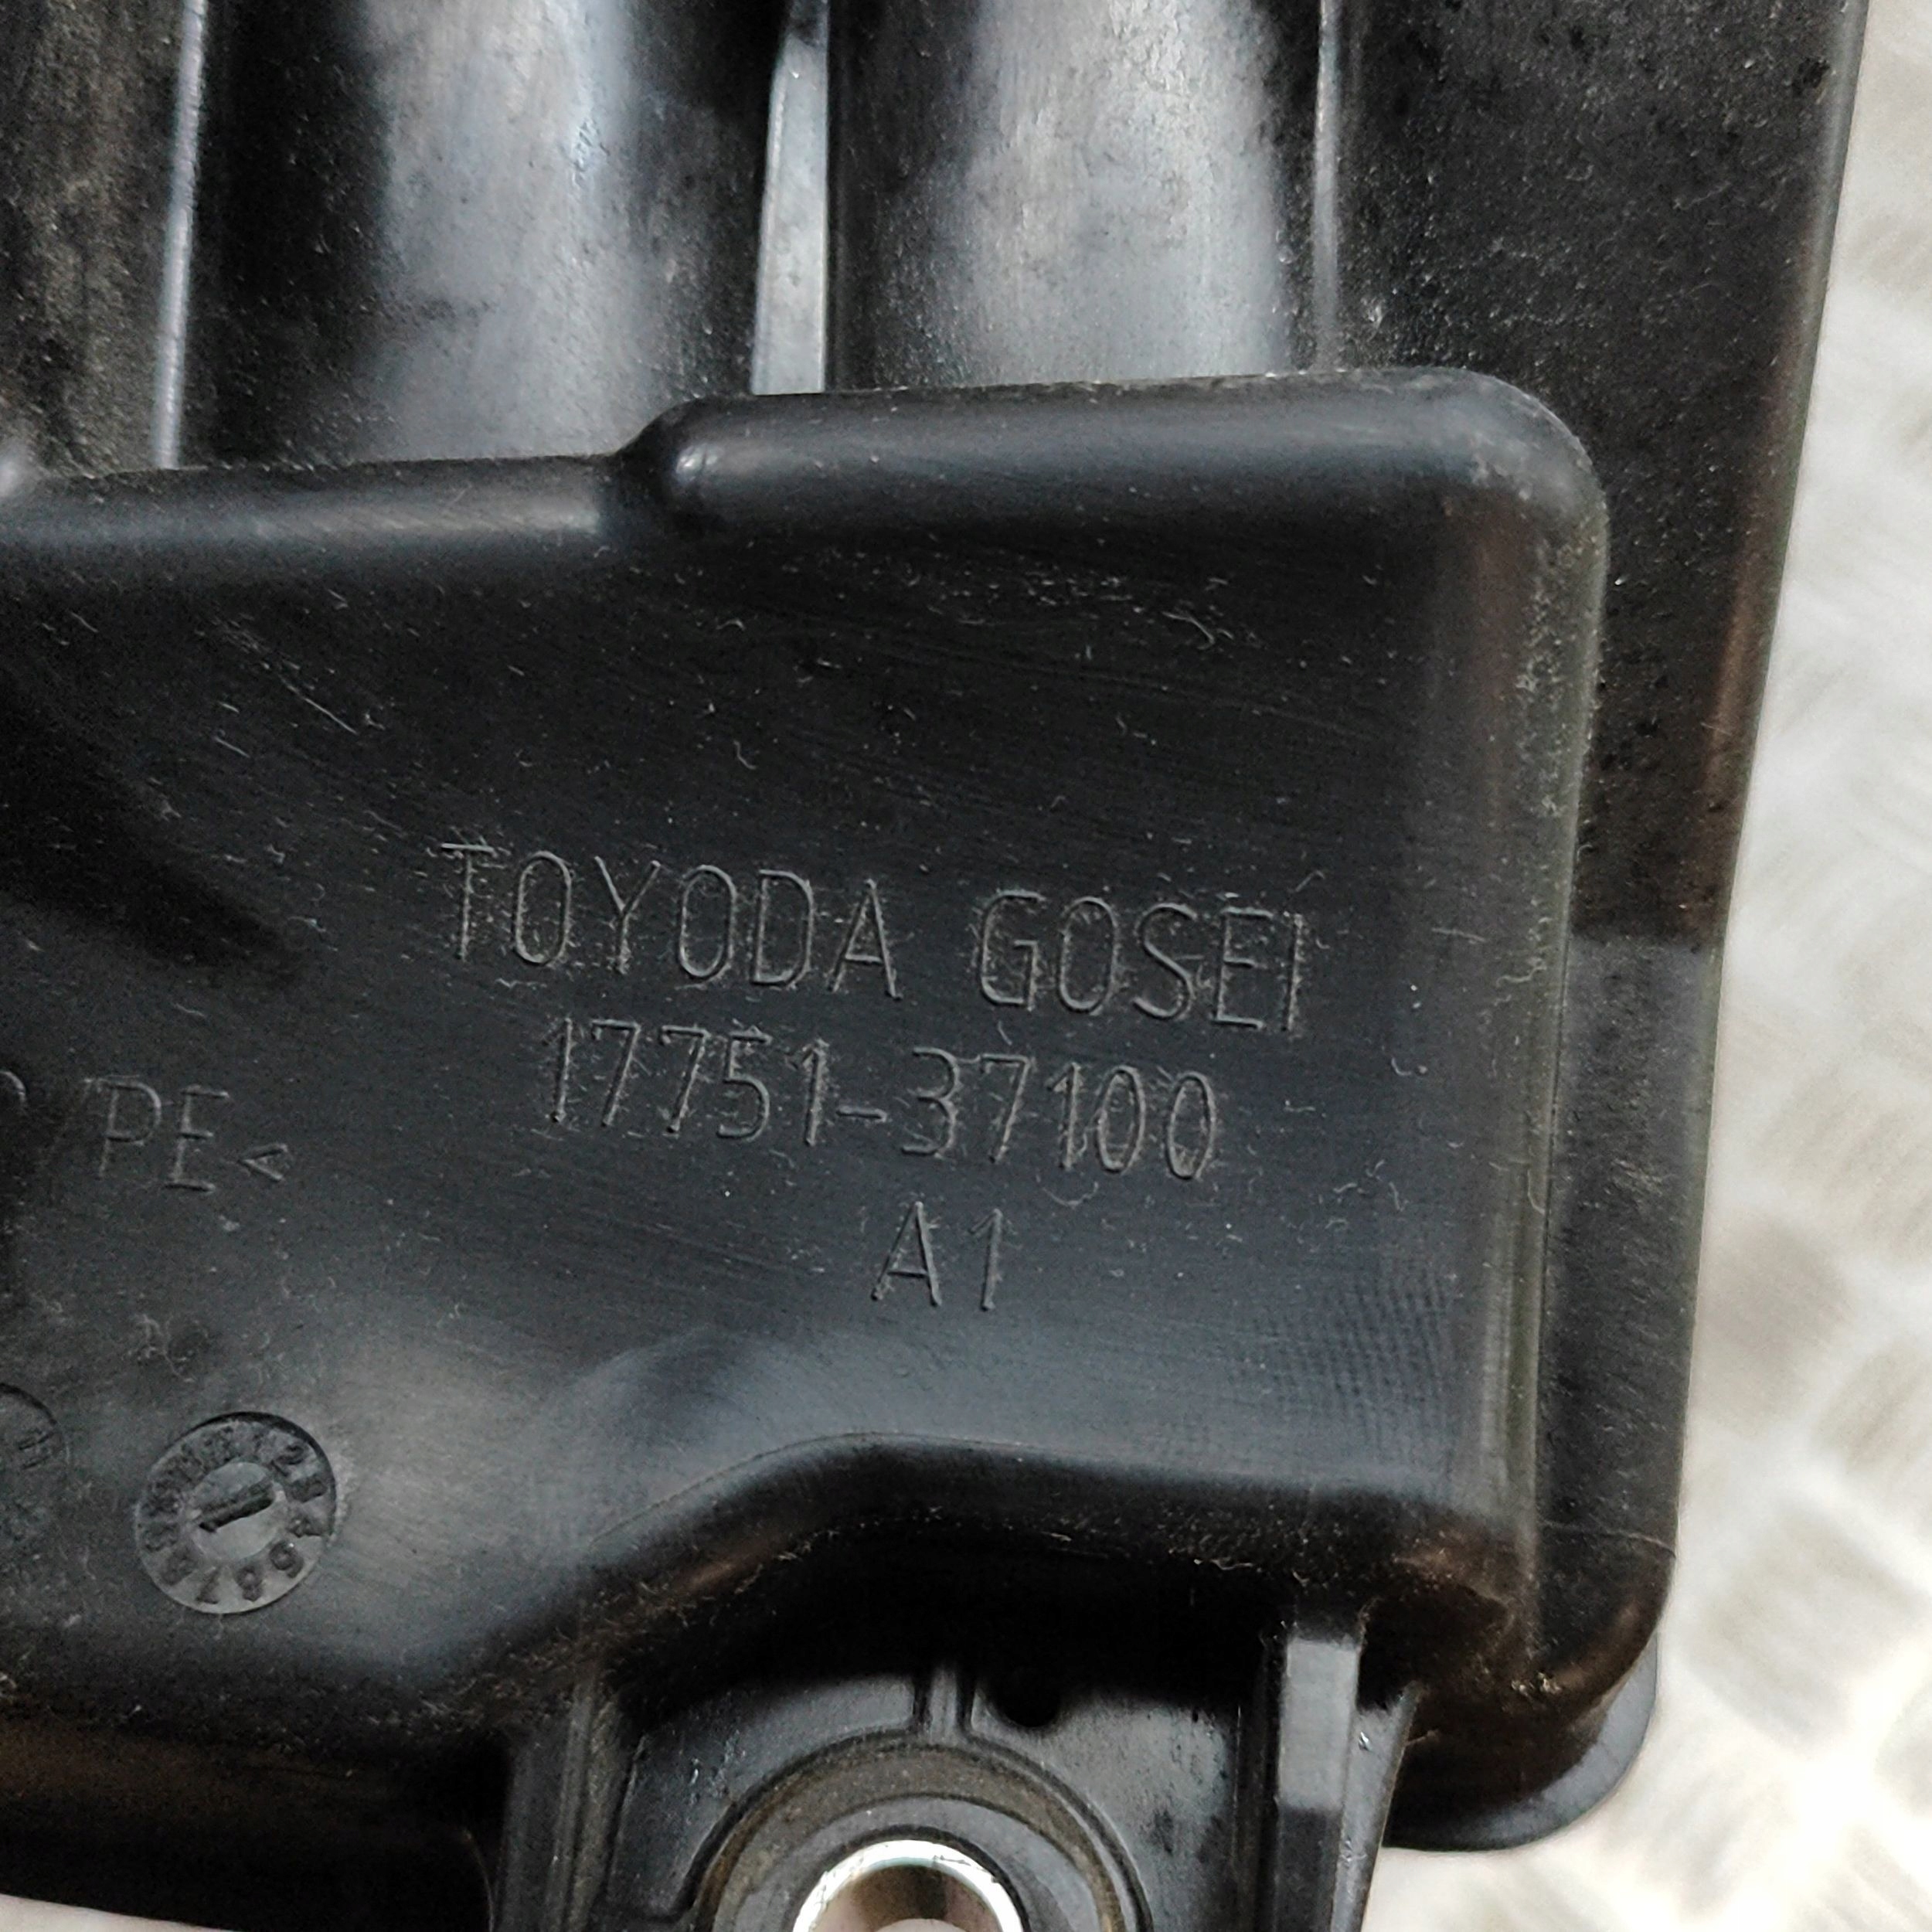 TOYODA GOSEI
17751-37100
/PE<
A1